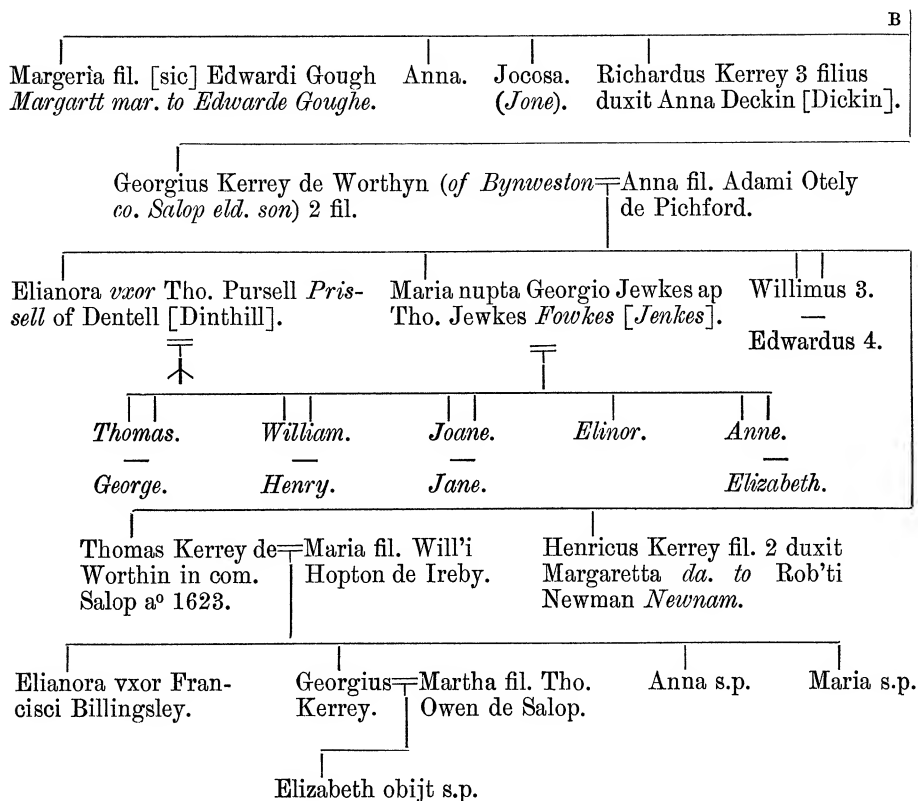 B
Margeria fil. [sic] Edwardi Gough
Margartt mar. to Edwarde Goughe.
Anna.
Jocosa.
(Jone).
Richardus Kerrey 3 filius
duxit Anna Deckin [Dickin].
Georgius Kerrey de Worthyn (of Bynweston
co. Salop eld. son) 2 fil.
Anna fil. Adami Otely
de Pichford.
Elianora vxor Tho. Pursell Pris-
sell of Dentell [Dinthill].
Maria nupta Georgio Jewkes ap
Tho. Jewkes Fowkes [Jenkes].
Willimus 3.
Edwardus 4.
Thomas.
George.
William.
Henry.
Joane.
Jane.
Elinor.
Anne.
Elizabeth.
Thomas Kerrey de
Worthin in com.
Salop aº 1623.
Maria fil. Will'i
Hopton de Ireby.
Henricus Kerrey fil. 2 duxit
Margaretta da. to Rob'ti
Newman Newnam.
Elianora vxor Fran-
cisci Billingsley.
Georgius
Kerrey.
Martha fil. Tho.
Owen de Salop.
Anna s.p.
Maria s.p.
Elizabeth obijt s.p.